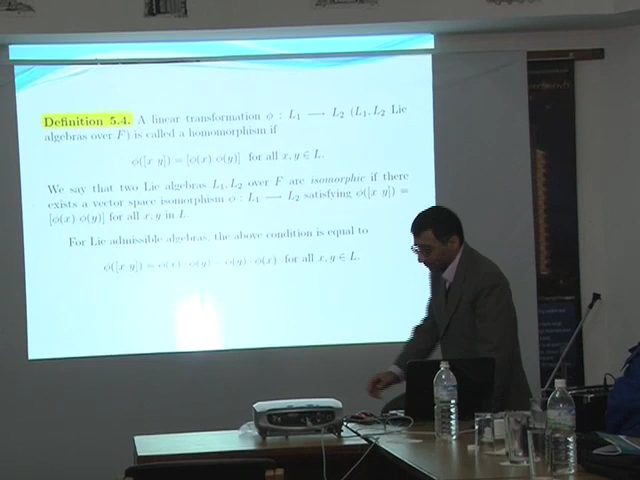 Definition 5.4. A linear transformation ϕ : L₁ ⟶ L₂ (L₁, L₂ Lie
algebras over F) is called a homomorphism if
ϕ([x y]) = [ϕ(x) ϕ(y)] for all x, y ∈ L.
We say that two Lie algebras L₁, L₂ over F are isomorphic if there
exists a vector space isomorphism ϕ : L₁ ⟶ L₂ satisfying ϕ([x y]) =
[ϕ(x) ϕ(y)] for all x, y in L.
For Lie admissible algebras, the above condition is equal to
ϕ([x y]) = ϕ(x) · ϕ(y) − ϕ(y) · ϕ(x) for all x, y ∈ L.